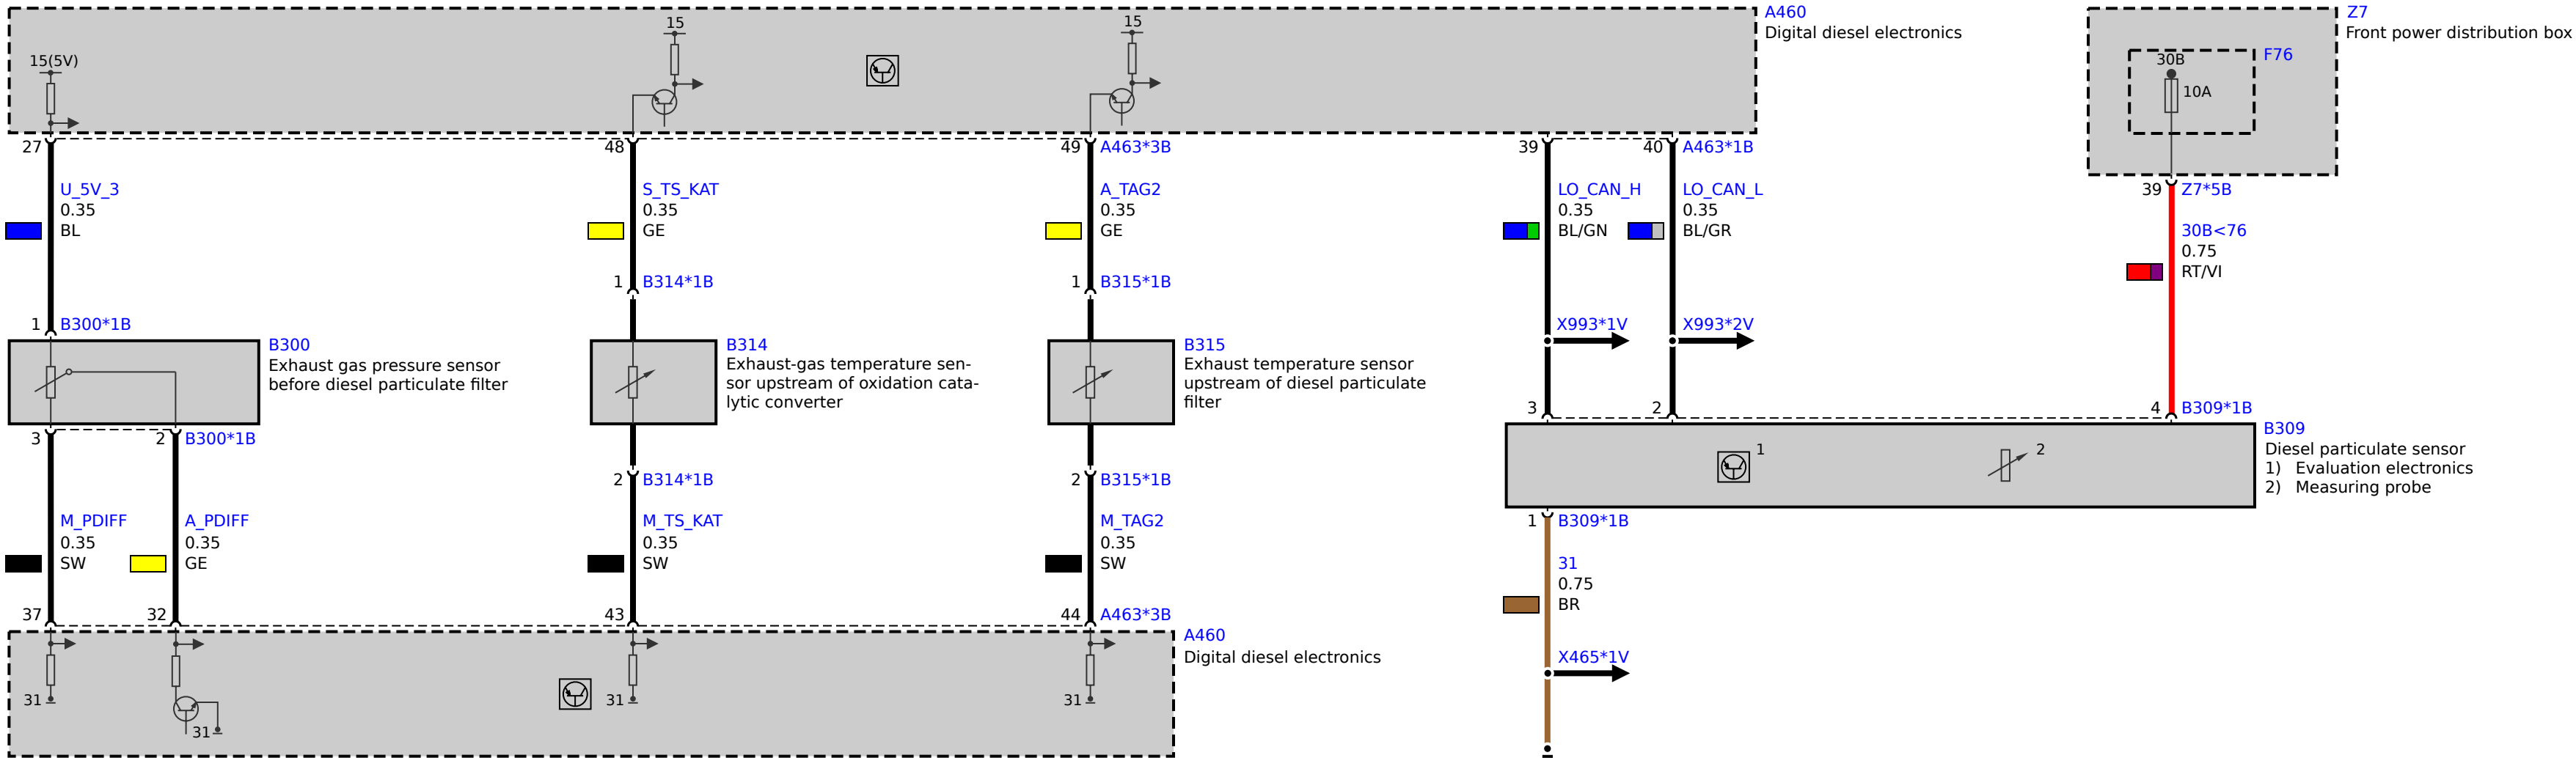 15
15
A460
Digital diesel electronics
Z7
Front power distribution box
15(5V)
30B
F76
10A
27
48
49
A463*3B
39
40
A463*1B
39
Z7*5B
U_5V_3
0.35
BL
S_TS_KAT
0.35
GE
A_TAG2
0.35
GE
LO_CAN_H
0.35
BL/GN
LO_CAN_L
0.35
BL/GR
30B<76
0.75
RT/VI
1
B314*1B
1
B315*1B
1
B300*1B
X993*1V
X993*2V
B300
Exhaust gas pressure sensor
before diesel particulate filter
B314
Exhaust-gas temperature sen-
sor upstream of oxidation cata-
lytic converter
B315
Exhaust temperature sensor
upstream of diesel particulate
filter
3
2
4
B309*1B
3
2
B300*1B
1
2
B309
Diesel particulate sensor
1) Evaluation electronics
2) Measuring probe
2
B314*1B
2
B315*1B
M_PDIFF
0.35
SW
A_PDIFF
0.35
GE
M_TS_KAT
0.35
SW
M_TAG2
0.35
SW
1
B309*1B
31
0.75
BR
37
32
43
44
A463*3B
A460
Digital diesel electronics
X465*1V
31
31
31
31